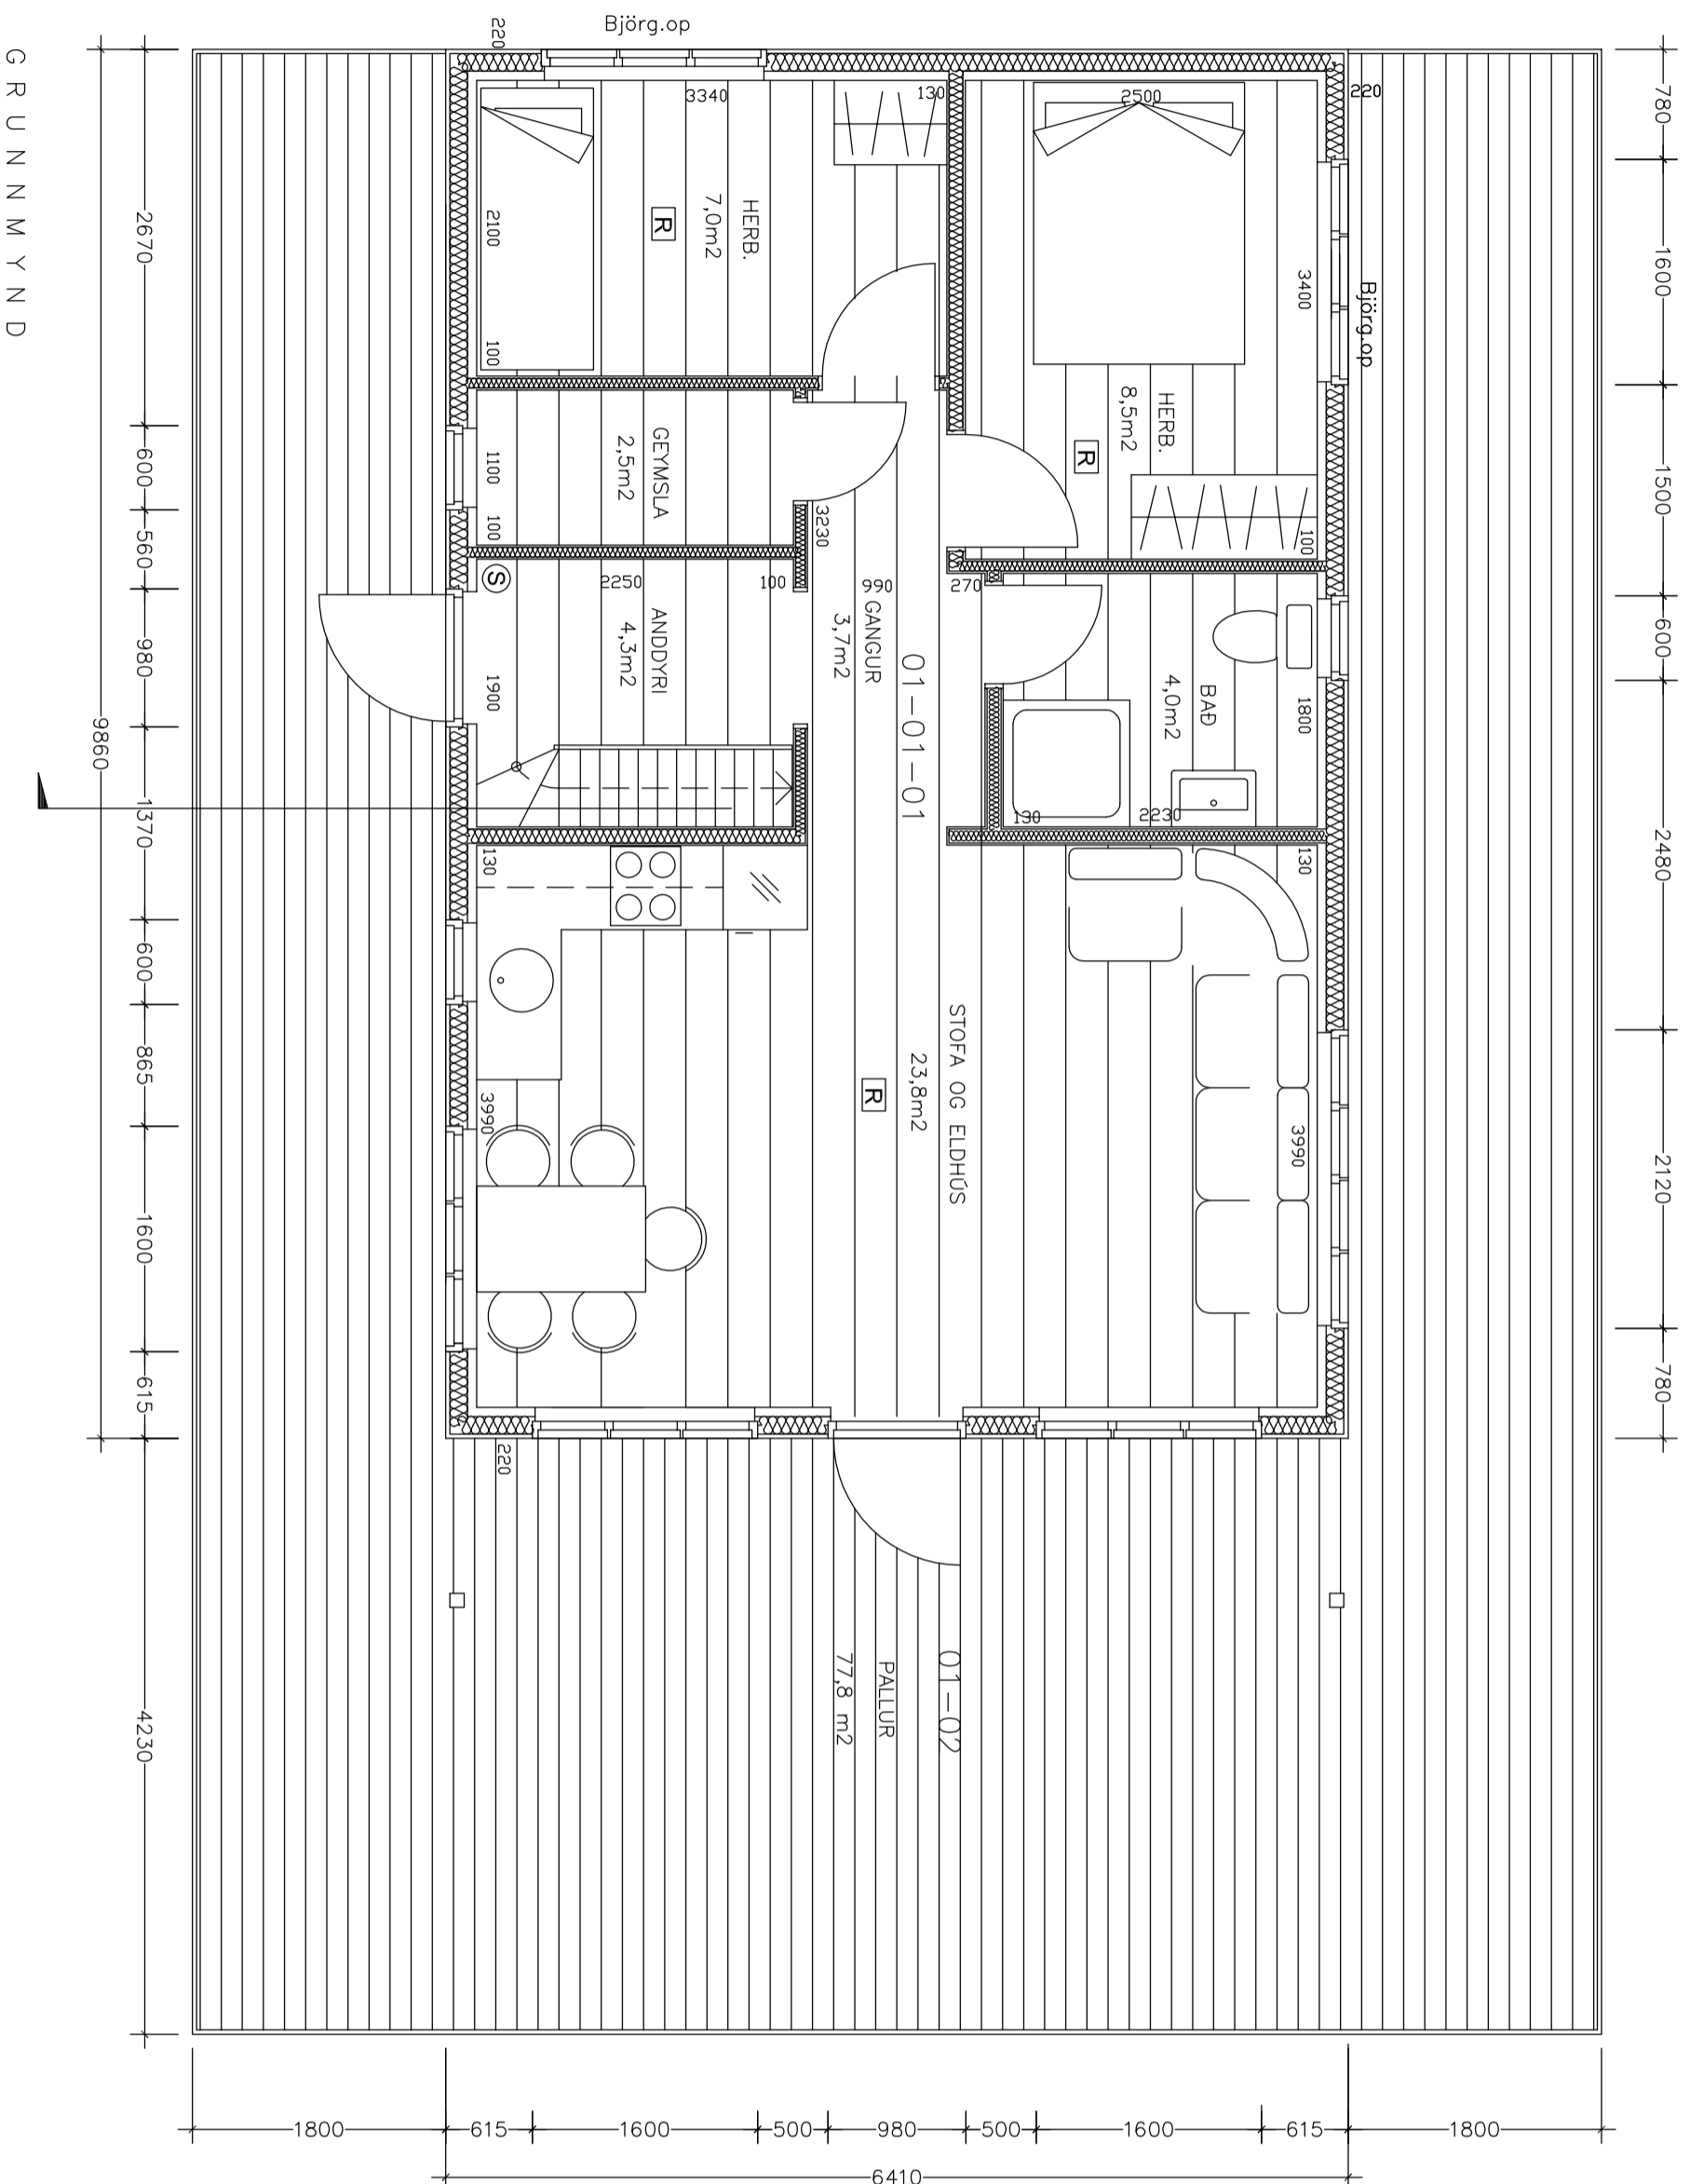 Björg.op
220
780
1600
1500
600
2480
2120
780
220
Björg.op
GRUNNMYND
2670
600
560
980
1370
600
865
1600
615
4230
9860
3340
130
2500
3400
HERB.
7,0m2
R
2100
100
HERB.
8,5m2
R
100
GEYMSLA
2,5m2
1100
100
3230
S
2250
100
990
270
ANDDYRI
4,3m2
1900
GANGUR
3,7m2
01-01-01
BAÐ
4,0m2
1800
130
2230
130
130
STOFA OG ELDHÚS
23,8m2
R
3990
3990
220
01-02
PALLUR
77,8 m2
1800
615
1600
500
980
500
1600
615
1800
6410